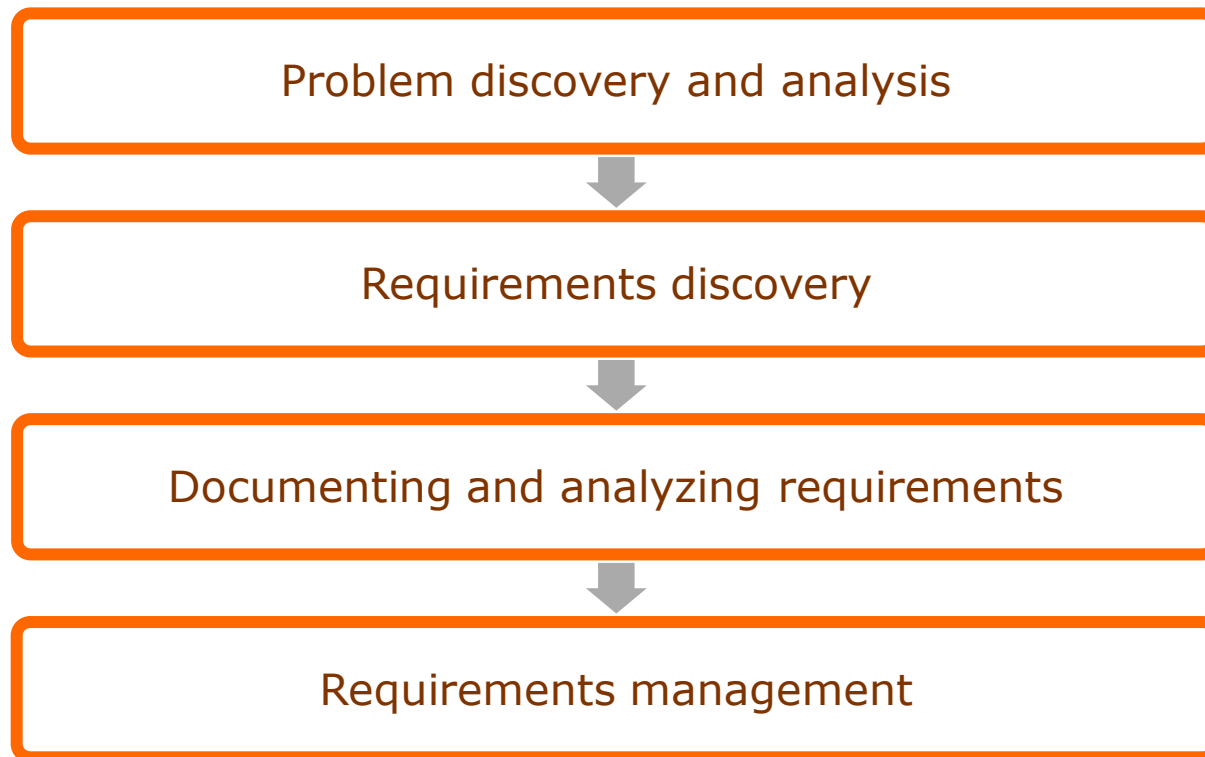 Problem discovery and analysis
Requirements discovery
Documenting and analyzing requirements
Requirements management